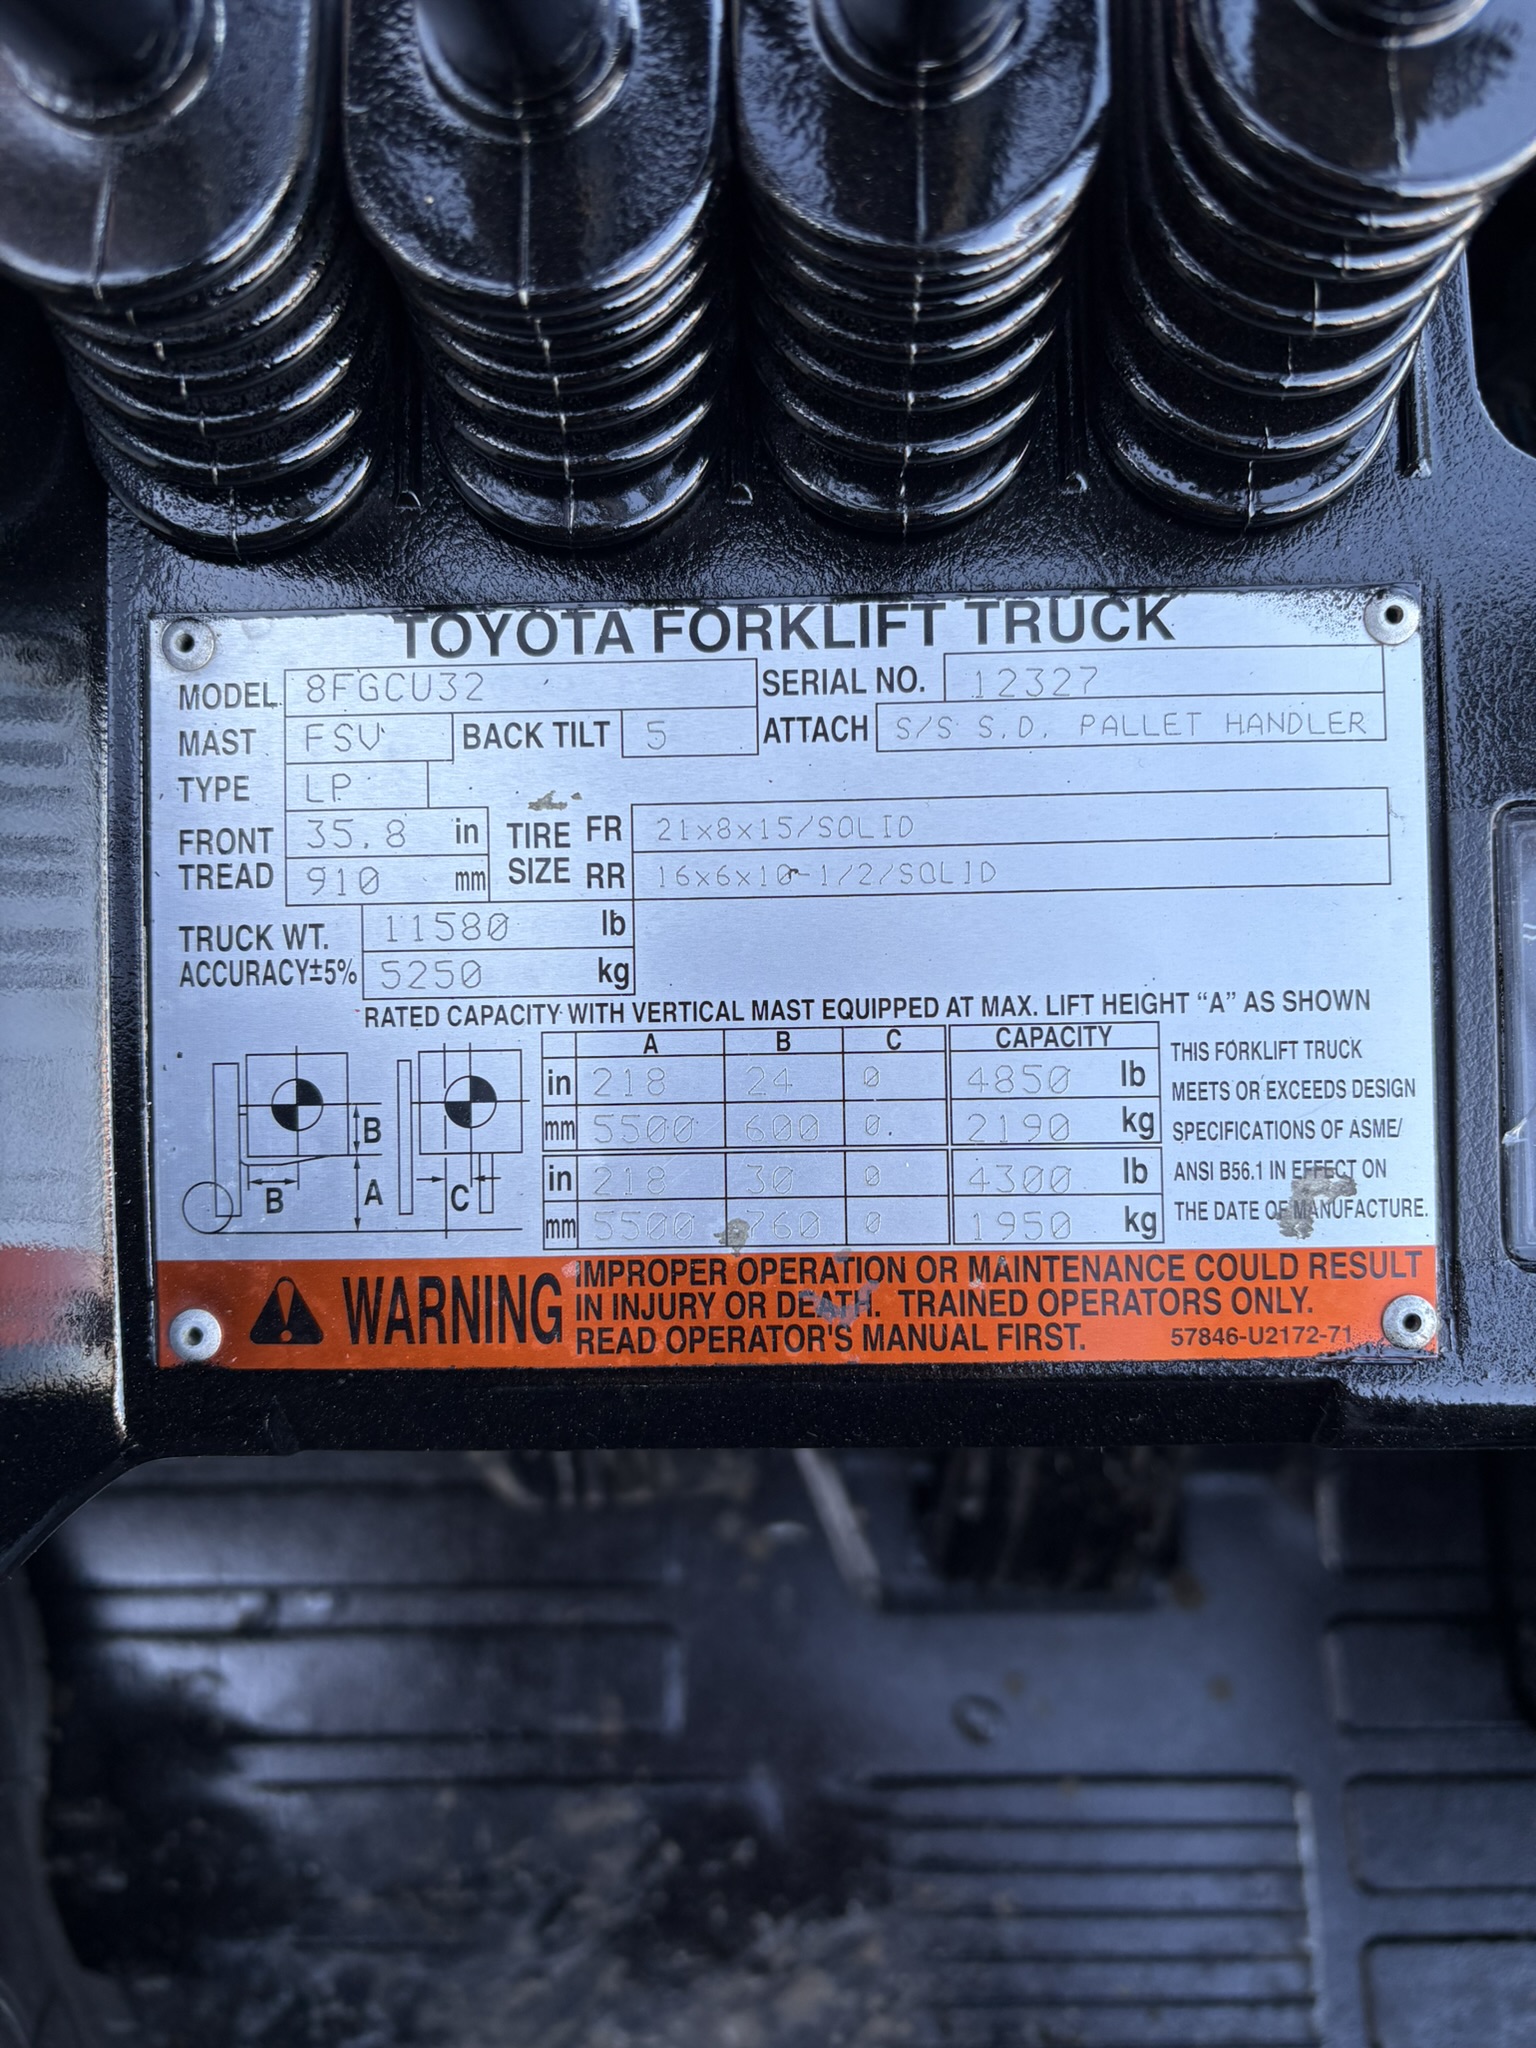 TOYOTA FORKLIFT TRUCK
MODEL 8FGCU32 SERIAL NO. 12327
MAST FSV BACK TILT 5 ATTACH S/S S.D. PALLET HANDLER
TYPE LP
FRONT TREAD 35.8 in TIRE SIZE FR 21x8x15/SOLID
910 mm RR 16x6x10-1/2/SOLID
TRUCK WT. 11580 lb
ACCURACY±5% 5250 kg
RATED CAPACITY WITH VERTICAL MAST EQUIPPED AT MAX. LIFT HEIGHT “A” AS SHOWN
A B C CAPACITY
in 218 24 0 4850 lb
mm 5500 600 0 2190 kg
in 218 30 0 4300 lb
mm 5500 760 0 1950 kg
B
B
A
C
THIS FORKLIFT TRUCK
MEETS OR EXCEEDS DESIGN
SPECIFICATIONS OF ASME/
ANSI B56.1 IN EFFECT ON
THE DATE OF MANUFACTURE.
WARNING
IMPROPER OPERATION OR MAINTENANCE COULD RESULT
IN INJURY OR DEATH. TRAINED OPERATORS ONLY.
READ OPERATOR'S MANUAL FIRST. 57846-U2172-71